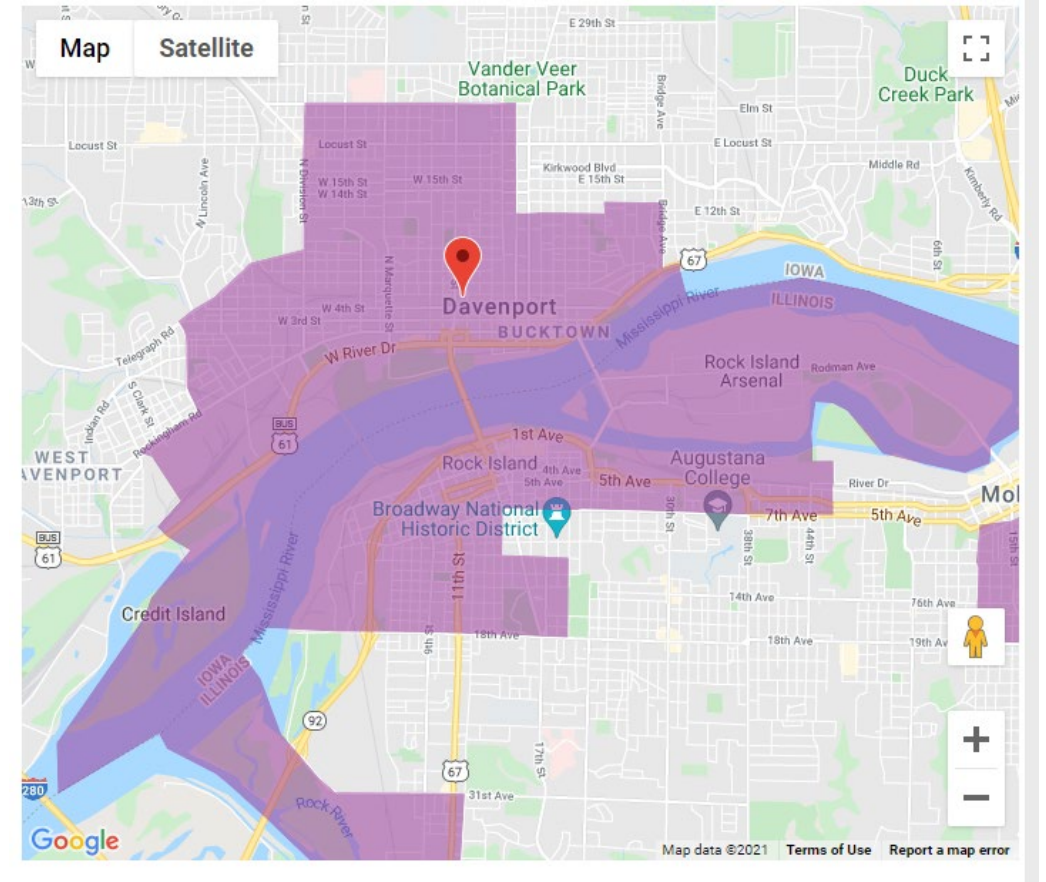 Map
Satellite
E 29th St
Vander Veer
Botanical Park
Duck
Creek Park
Bridge Ave
Elm St
Locust St
Locust St
E Locust St
N Lincoln Ave
N Division St
W 15th St
W 14th St
W 15th St
Kirkwood Blvd
E 15th St
Middle Rd
Kimberly Rd
13th St
Bridge Ave
E 12th St
6th St
67
IOWA
ILLINOIS
N Marquette St
Davenport
BUCKTOWN
Mississippi River
W 4th St
W 3rd St
Telegraph Rd
W River Dr
Rock Island
Arsenal
Rodman Ave
S Clark St
Indian Rd
Rockingham Rd
BUS
61
WEST
AVENPORT
1st Ave
Rock Island
4th Ave
5th Ave
5th Ave
Augustana
College
River Dr
Mol
Broadway National
Historic District
30th St
7th Ave
5th Ave
BUS
61
38th St
44th St
15th St
11th St
Mississippi River
14th Ave
76th Ave
Credit Island
9th St
18th Ave
18th Ave
19th Av
IOWA
ILLINOIS
92
17th St
67
280
31st Ave
Rock River
Google
Map data ©2021
Terms of Use
Report a map error